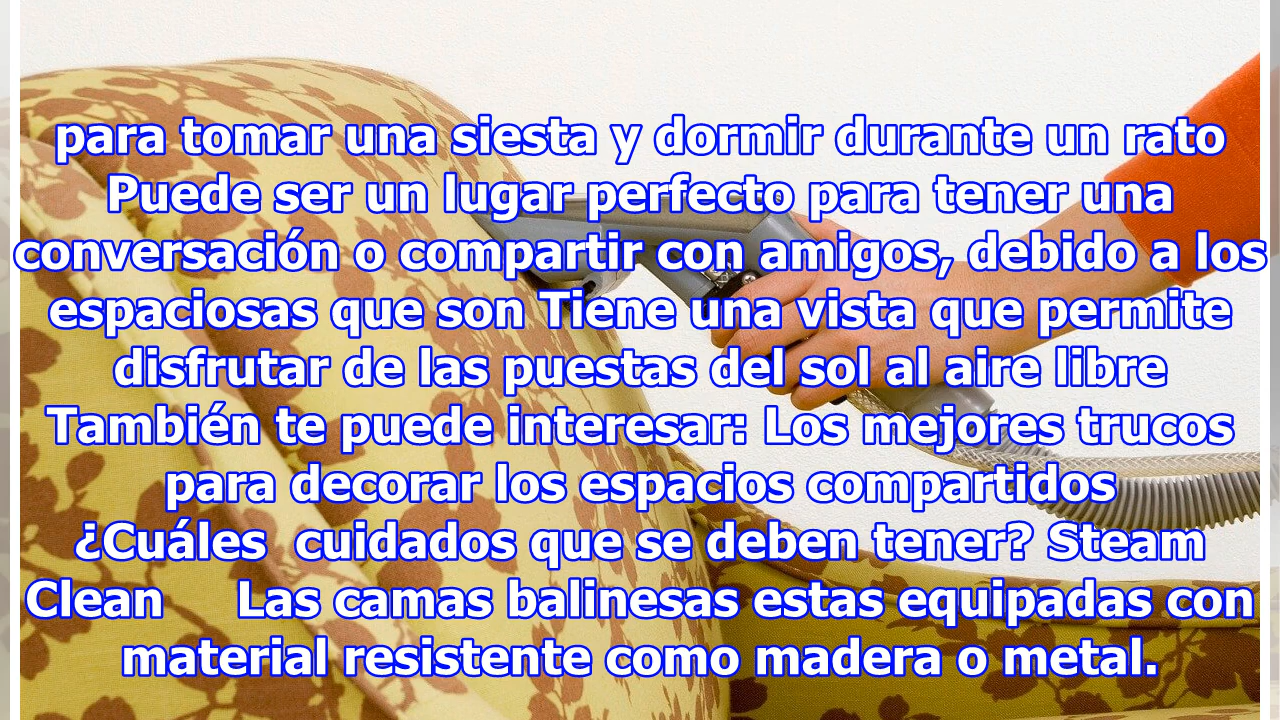 para tomar una siesta y dormir durante un rato
Puede ser un lugar perfecto para tener una
conversación o compartir con amigos, debido a los
espaciosas que son Tiene una vista que permite
disfrutar de las puestas del sol al aire libre
También te puede interesar: Los mejores trucos
para decorar los espacios compartidos
¿Cuáles  cuidados que se deben tener? Steam
Clean     Las camas balinesas estas equipadas con
material resistente como madera o metal.